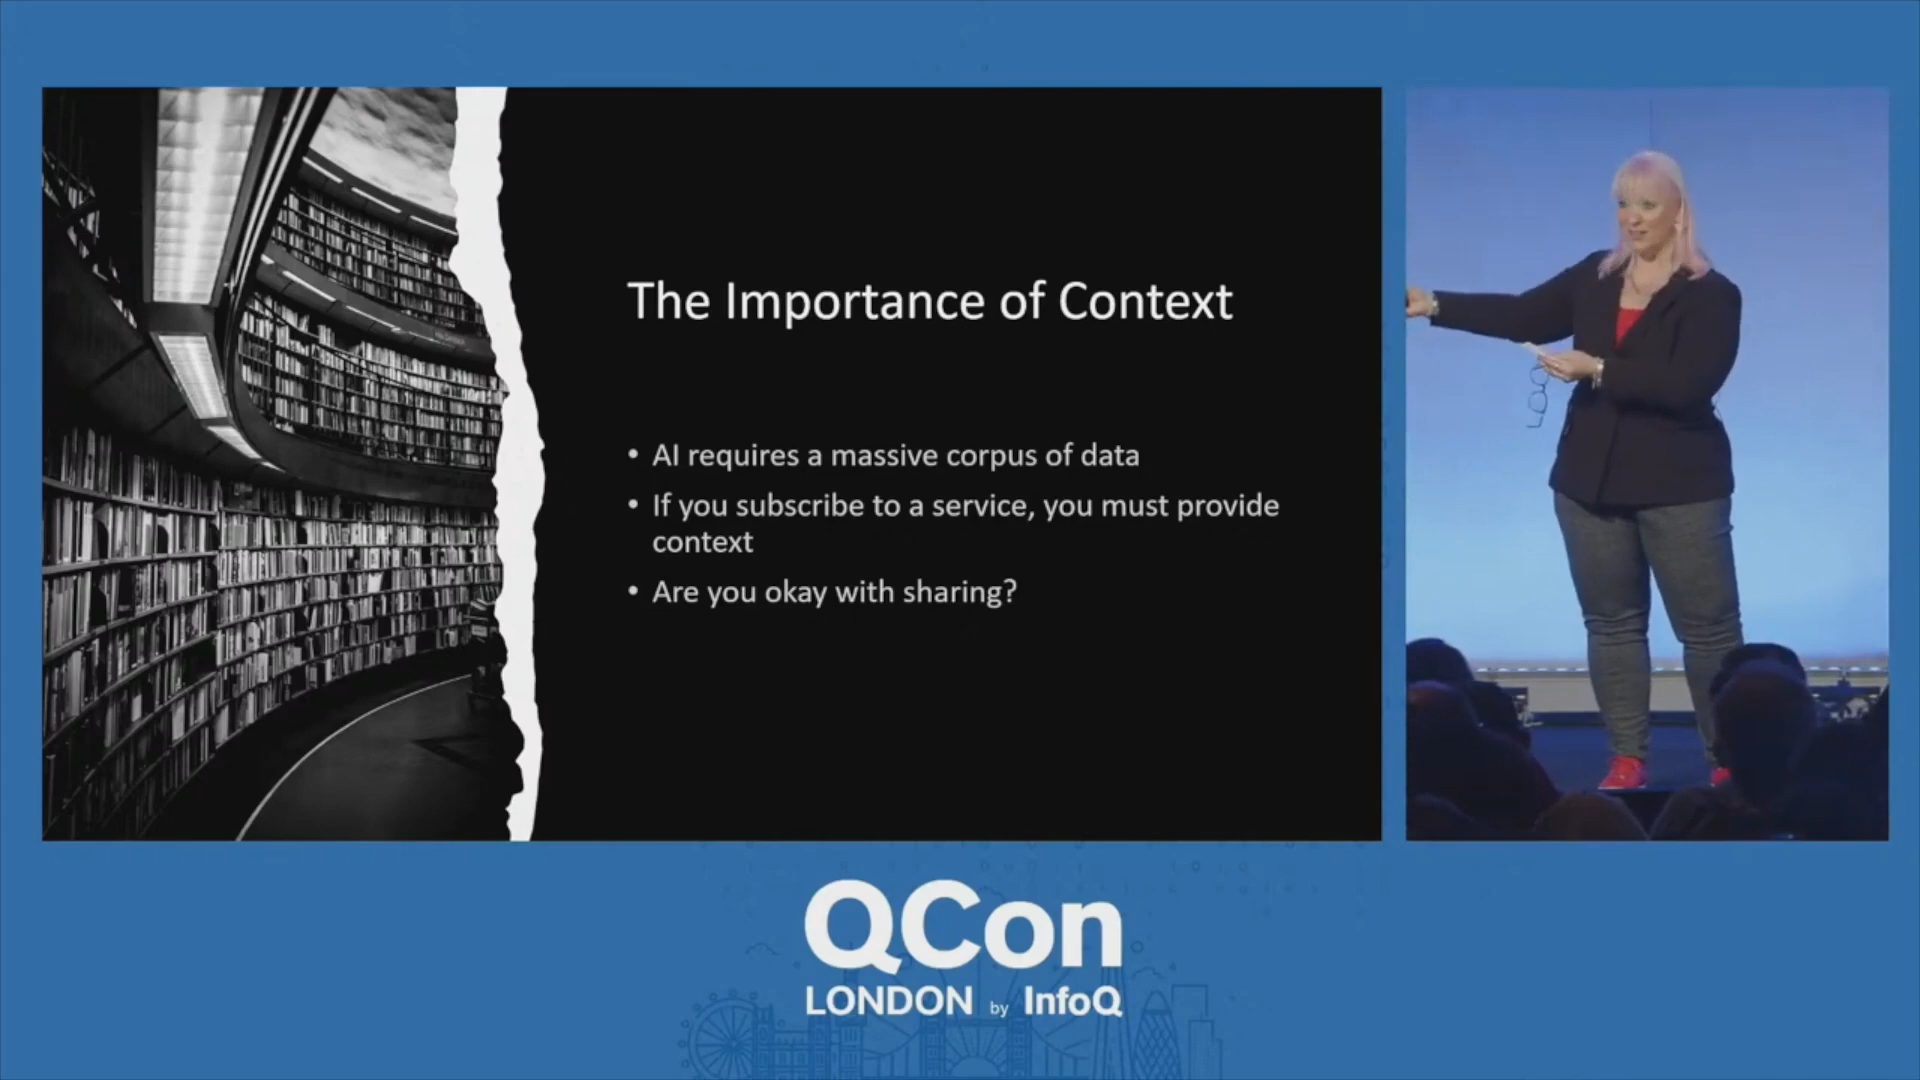 The Importance of Context
• AI requires a massive corpus of data
• If you subscribe to a service, you must provide
context
• Are you okay with sharing?
QCon
LONDON by InfoQ